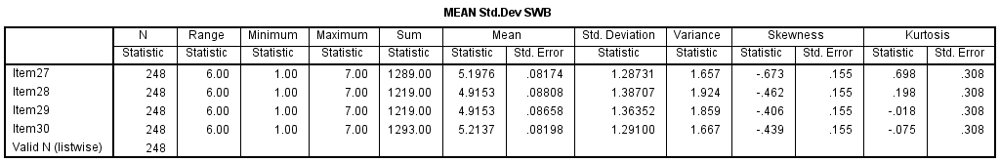 MEAN Std.Dev SWB
N Range Minimum Maximum Sum Mean Std. Deviation Variance Skewness Kurtosis
Statistic Statistic Statistic Statistic Statistic Statistic Std. Error Statistic Statistic Statistic Std. Error Statistic Std. Error
Item27 248 6.00 1.00 7.00 1289.00 5.1976 .08174 1.28731 1.657 -.673 .155 .698 .308
Item28 248 6.00 1.00 7.00 1219.00 4.9153 .08808 1.38707 1.924 -.462 .155 .198 .308
Item29 248 6.00 1.00 7.00 1219.00 4.9153 .08658 1.36352 1.859 -.406 .155 -.018 .308
Item30 248 6.00 1.00 7.00 1293.00 5.2137 .08198 1.29100 1.667 -.439 .155 -.075 .308
Valid N (listwise) 248